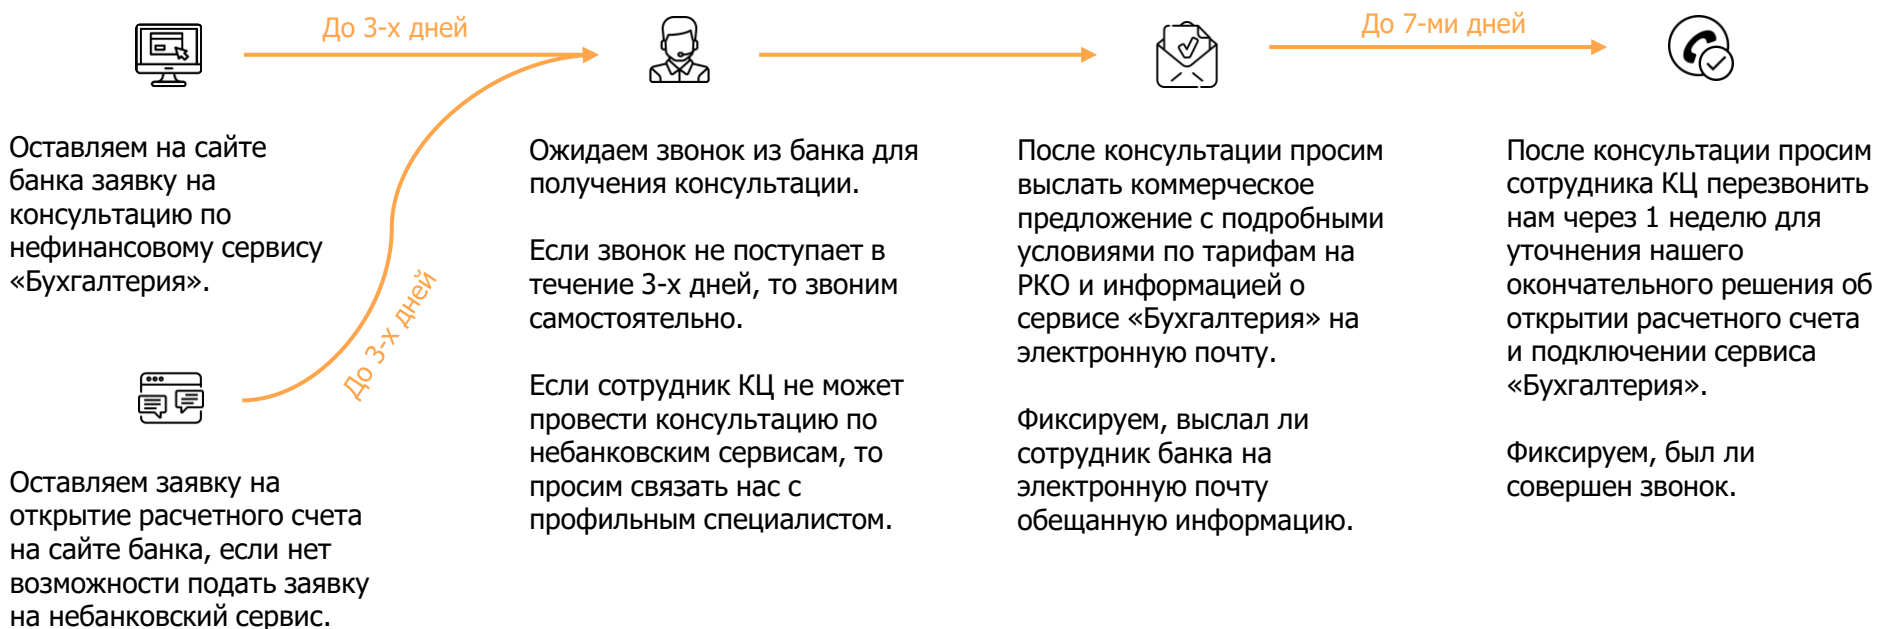 До 3-х дней
До 7-ми дней
До 3-х дней
Оставляем на сайте
банка заявку на
консультацию по
нефинансовому сервису
«Бухгалтерия».
Оставляем заявку на
открытие расчетного счета
на сайте банка, если нет
возможности подать заявку
на небанковский сервис.
Ожидаем звонок из банка для
получения консультации.
Если звонок не поступает в
течение 3-х дней, то звоним
самостоятельно.
Если сотрудник КЦ не может
провести консультацию по
небанковским сервисам, то
просим связать нас с
профильным специалистом.
После консультации просим
выслать коммерческое
предложение с подробными
условиями по тарифам на
РКО и информацией о
сервисе «Бухгалтерия» на
электронную почту.
Фиксируем, выслал ли
сотрудник банка на
электронную почту
обещанную информацию.
После консультации просим
сотрудника КЦ перезвонить
нам через 1 неделю для
уточнения нашего
окончательного решения об
открытии расчетного счета
и подключении сервиса
«Бухгалтерия».
Фиксируем, был ли
совершен звонок.